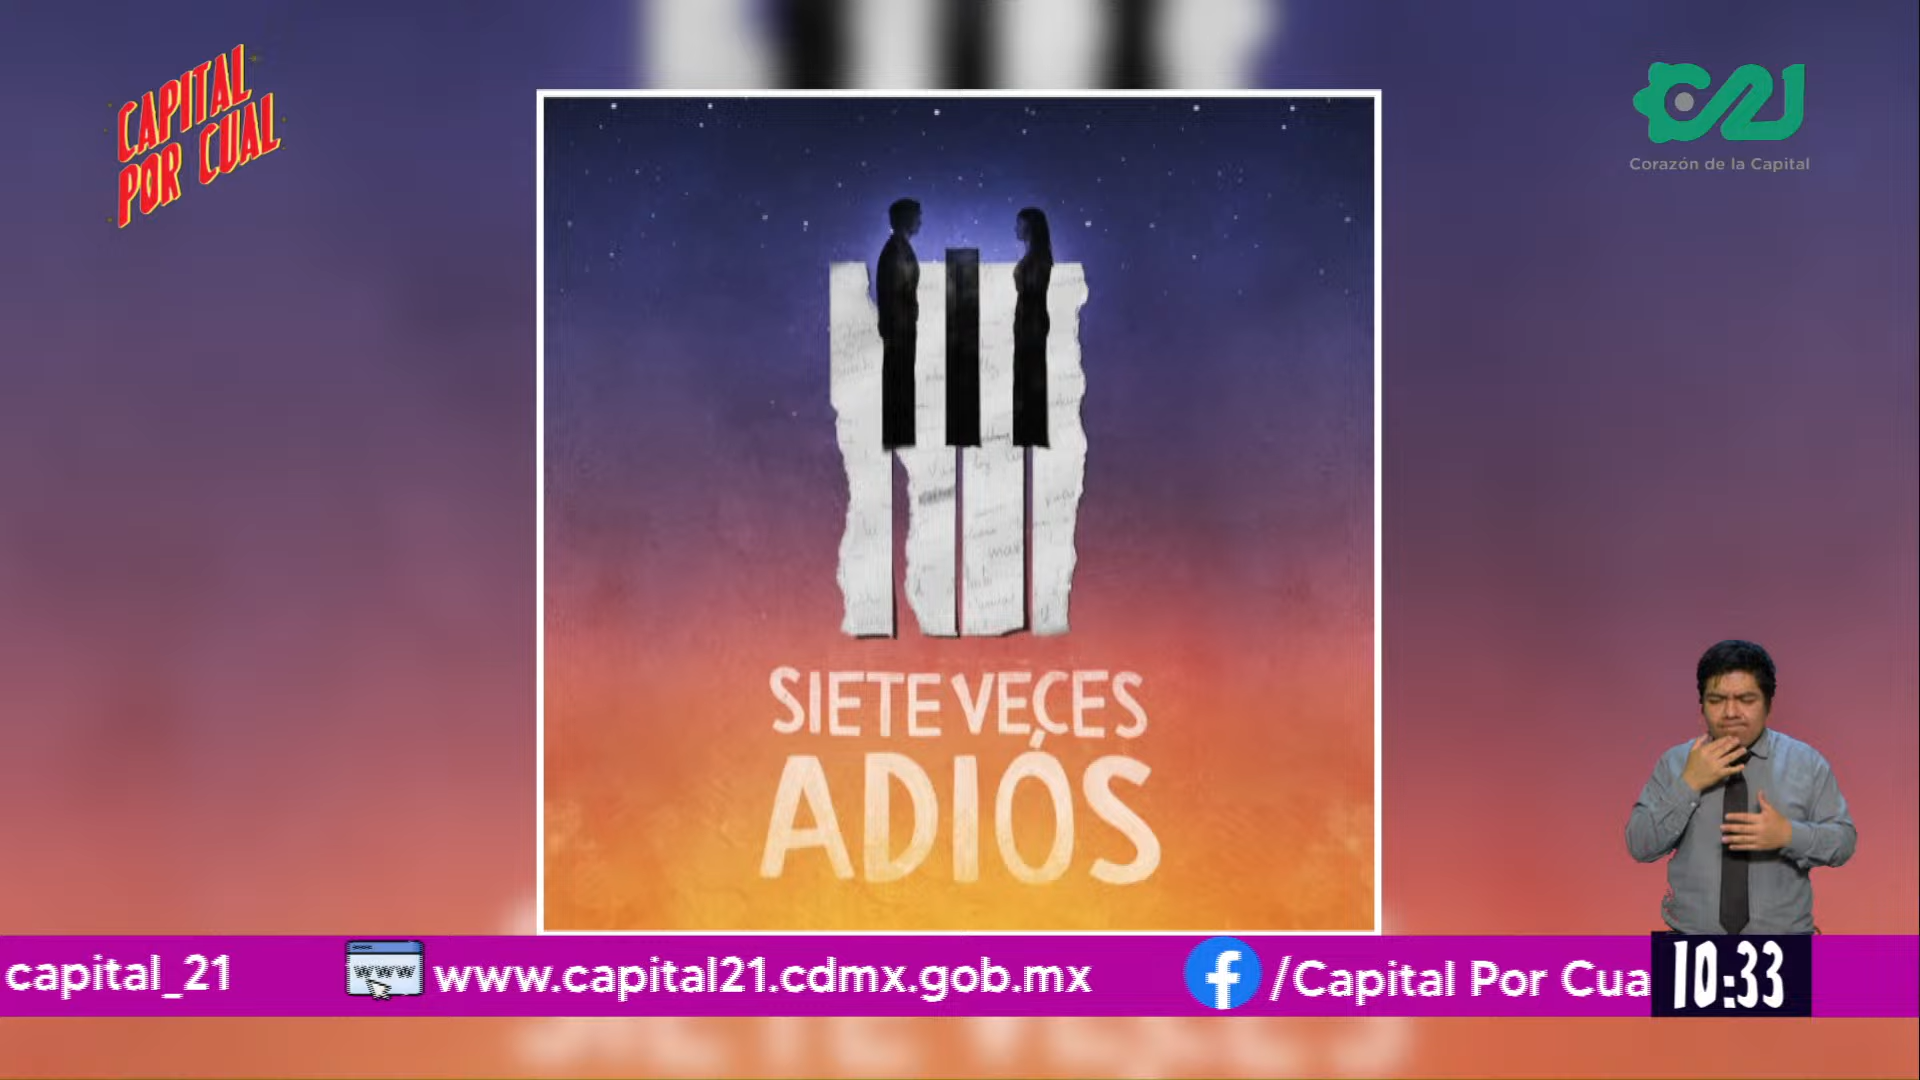 CAPITAL
POR CUAL
C21
Corazón de la Capital
SIETE VECES
ADIÓS
capital_21
www
www.capital21.cdmx.gob.mx
f
/Capital Por Cua
10:33